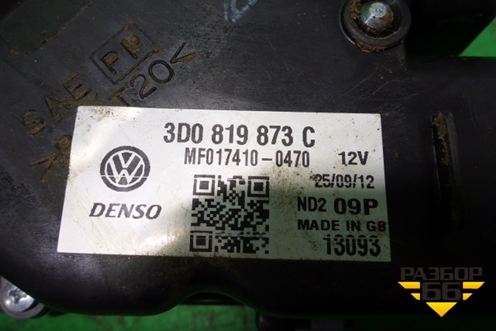 SAE PP
T20
3D0 819 873 C
MF017410-0470 12V
25/09/12
DENSO
ND2 09P
MADE IN GB
13093
РАЗБОР
66